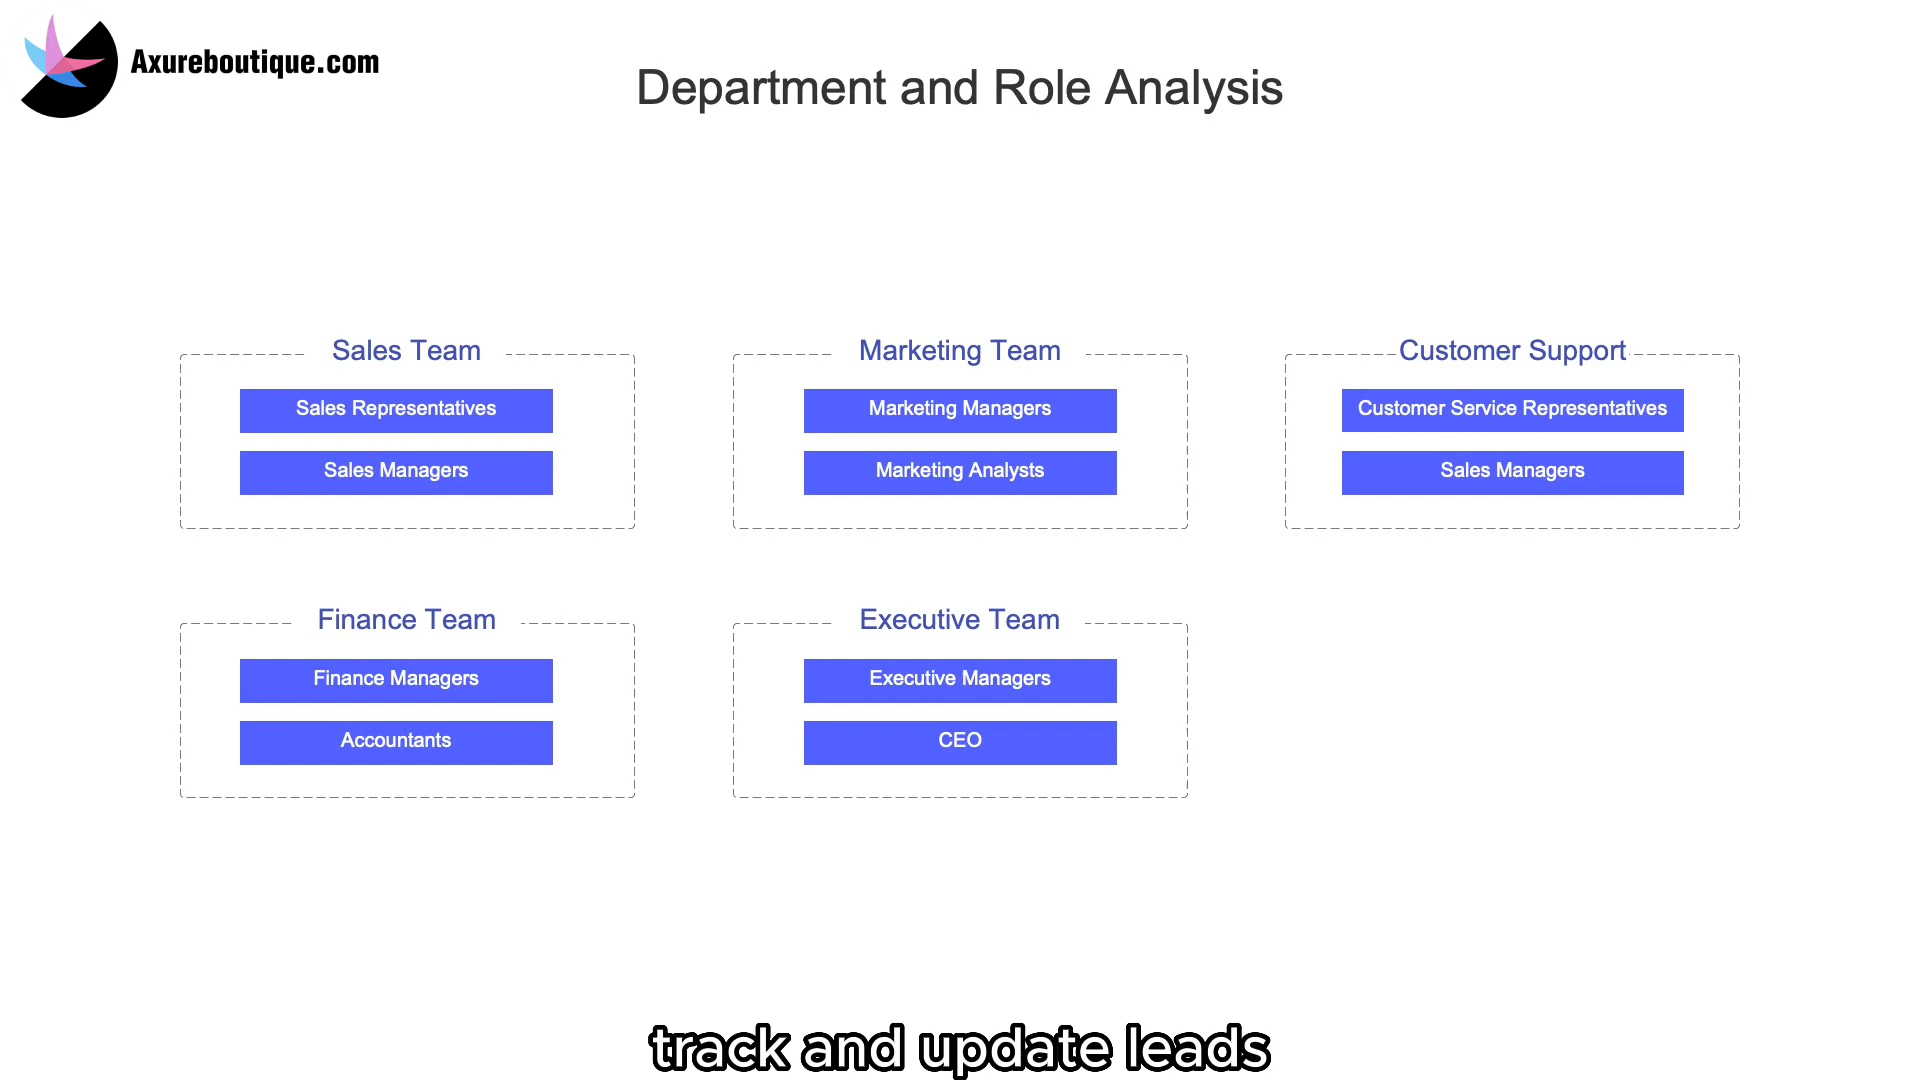 Axureboutique.com
Department and Role Analysis
Sales Team
Sales Representatives
Sales Managers
Marketing Team
Marketing Managers
Marketing Analysts
Customer Support
Customer Service Representatives
Sales Managers
Finance Team
Finance Managers
Accountants
Executive Team
Executive Managers
CEO
track and update leads